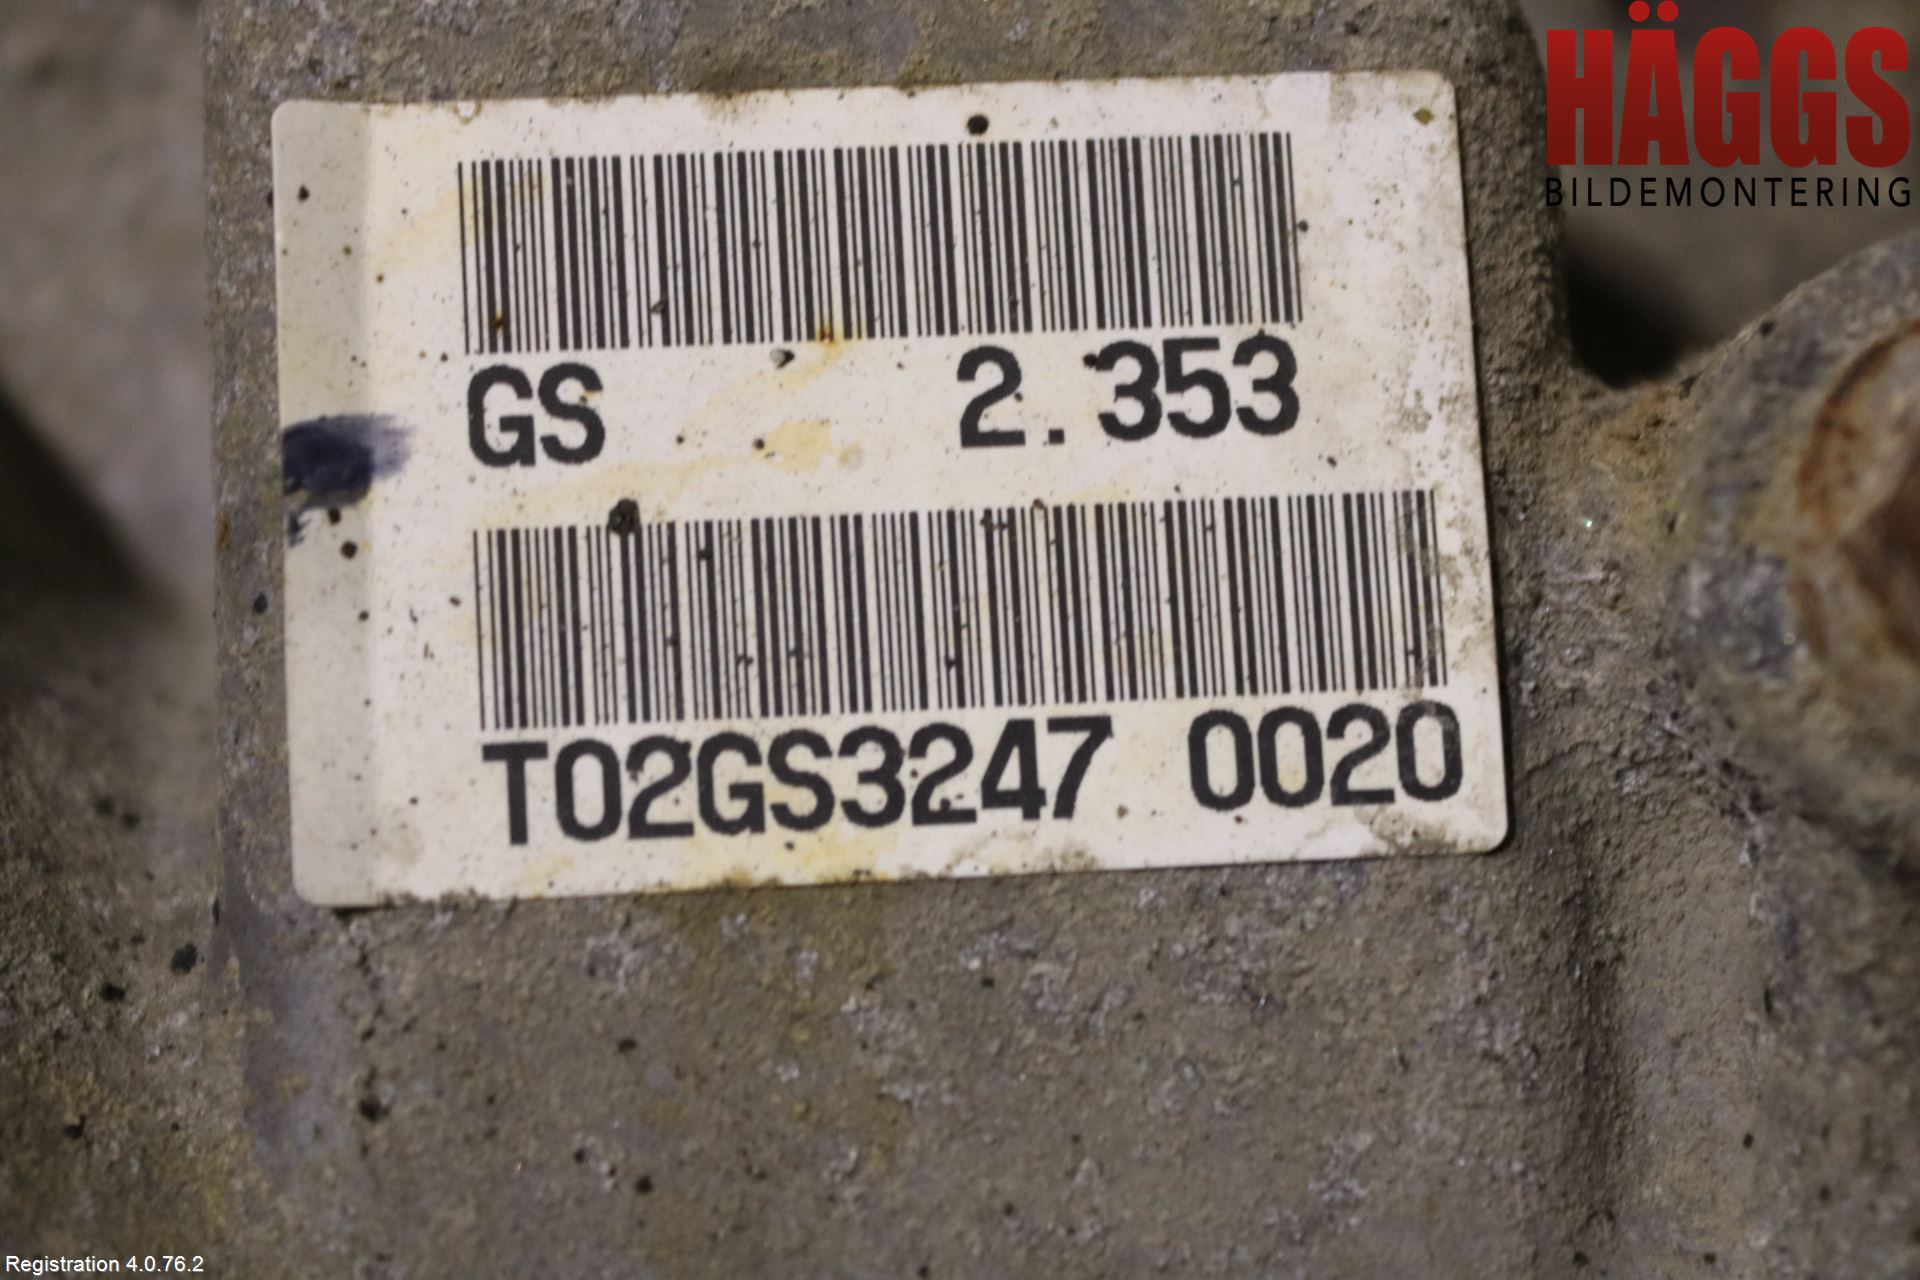 HÄGGS
BILDEMONTERING
GS 2.353
T02GS3247 0020
Registration 4.0.76.2